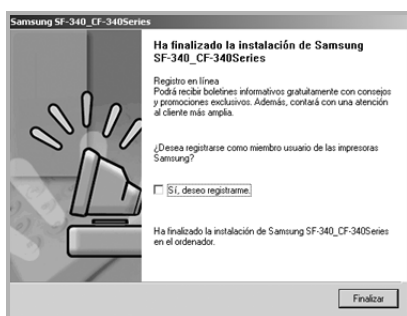 Samsung SF-340_CF-340Series
Ha finalizado la instalación de Samsung
SF-340_CF-340Series
Registro en línea
Podrá recibir boletines informativos gratuitamente con consejos
y promociones exclusivos. Además, contará con una atención
al cliente más amplia.
¿Desea registrarse como miembro usuario de las impresoras
Samsung?
Sí, deseo registrarme.
Ha finalizado la instalación de Samsung SF-340_CF-340Series
en el ordenador.
Finalizar